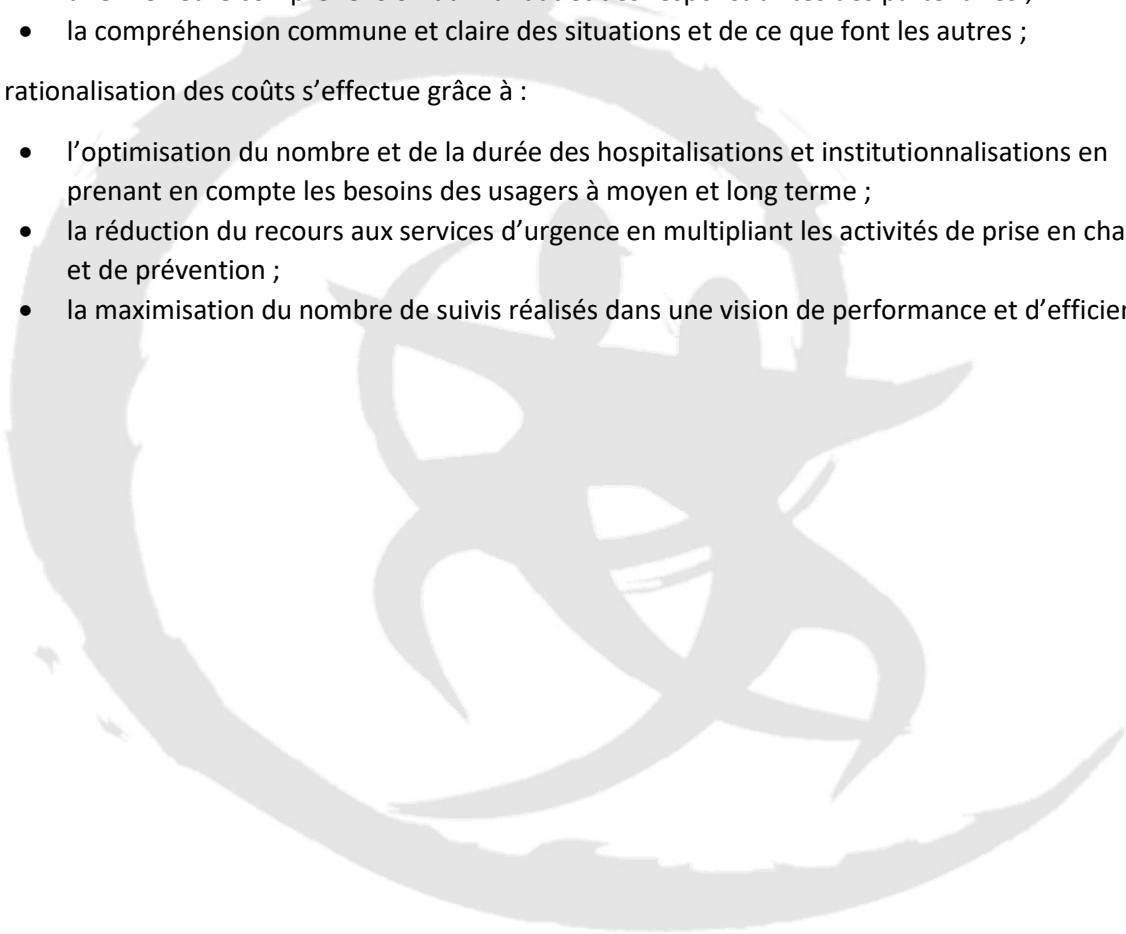 • la compréhension commune et claire des situations et de ce que font les autres ;
rationalisation des coûts s’effectue grâce à :
• l’optimisation du nombre et de la durée des hospitalisations et institutionnalisations en
prenant en compte les besoins des usagers à moyen et long terme ;
• la réduction du recours aux services d’urgence en multipliant les activités de prise en cha
et de prévention ;
• la maximisation du nombre de suivis réalisés dans une vision de performance et d’efficien